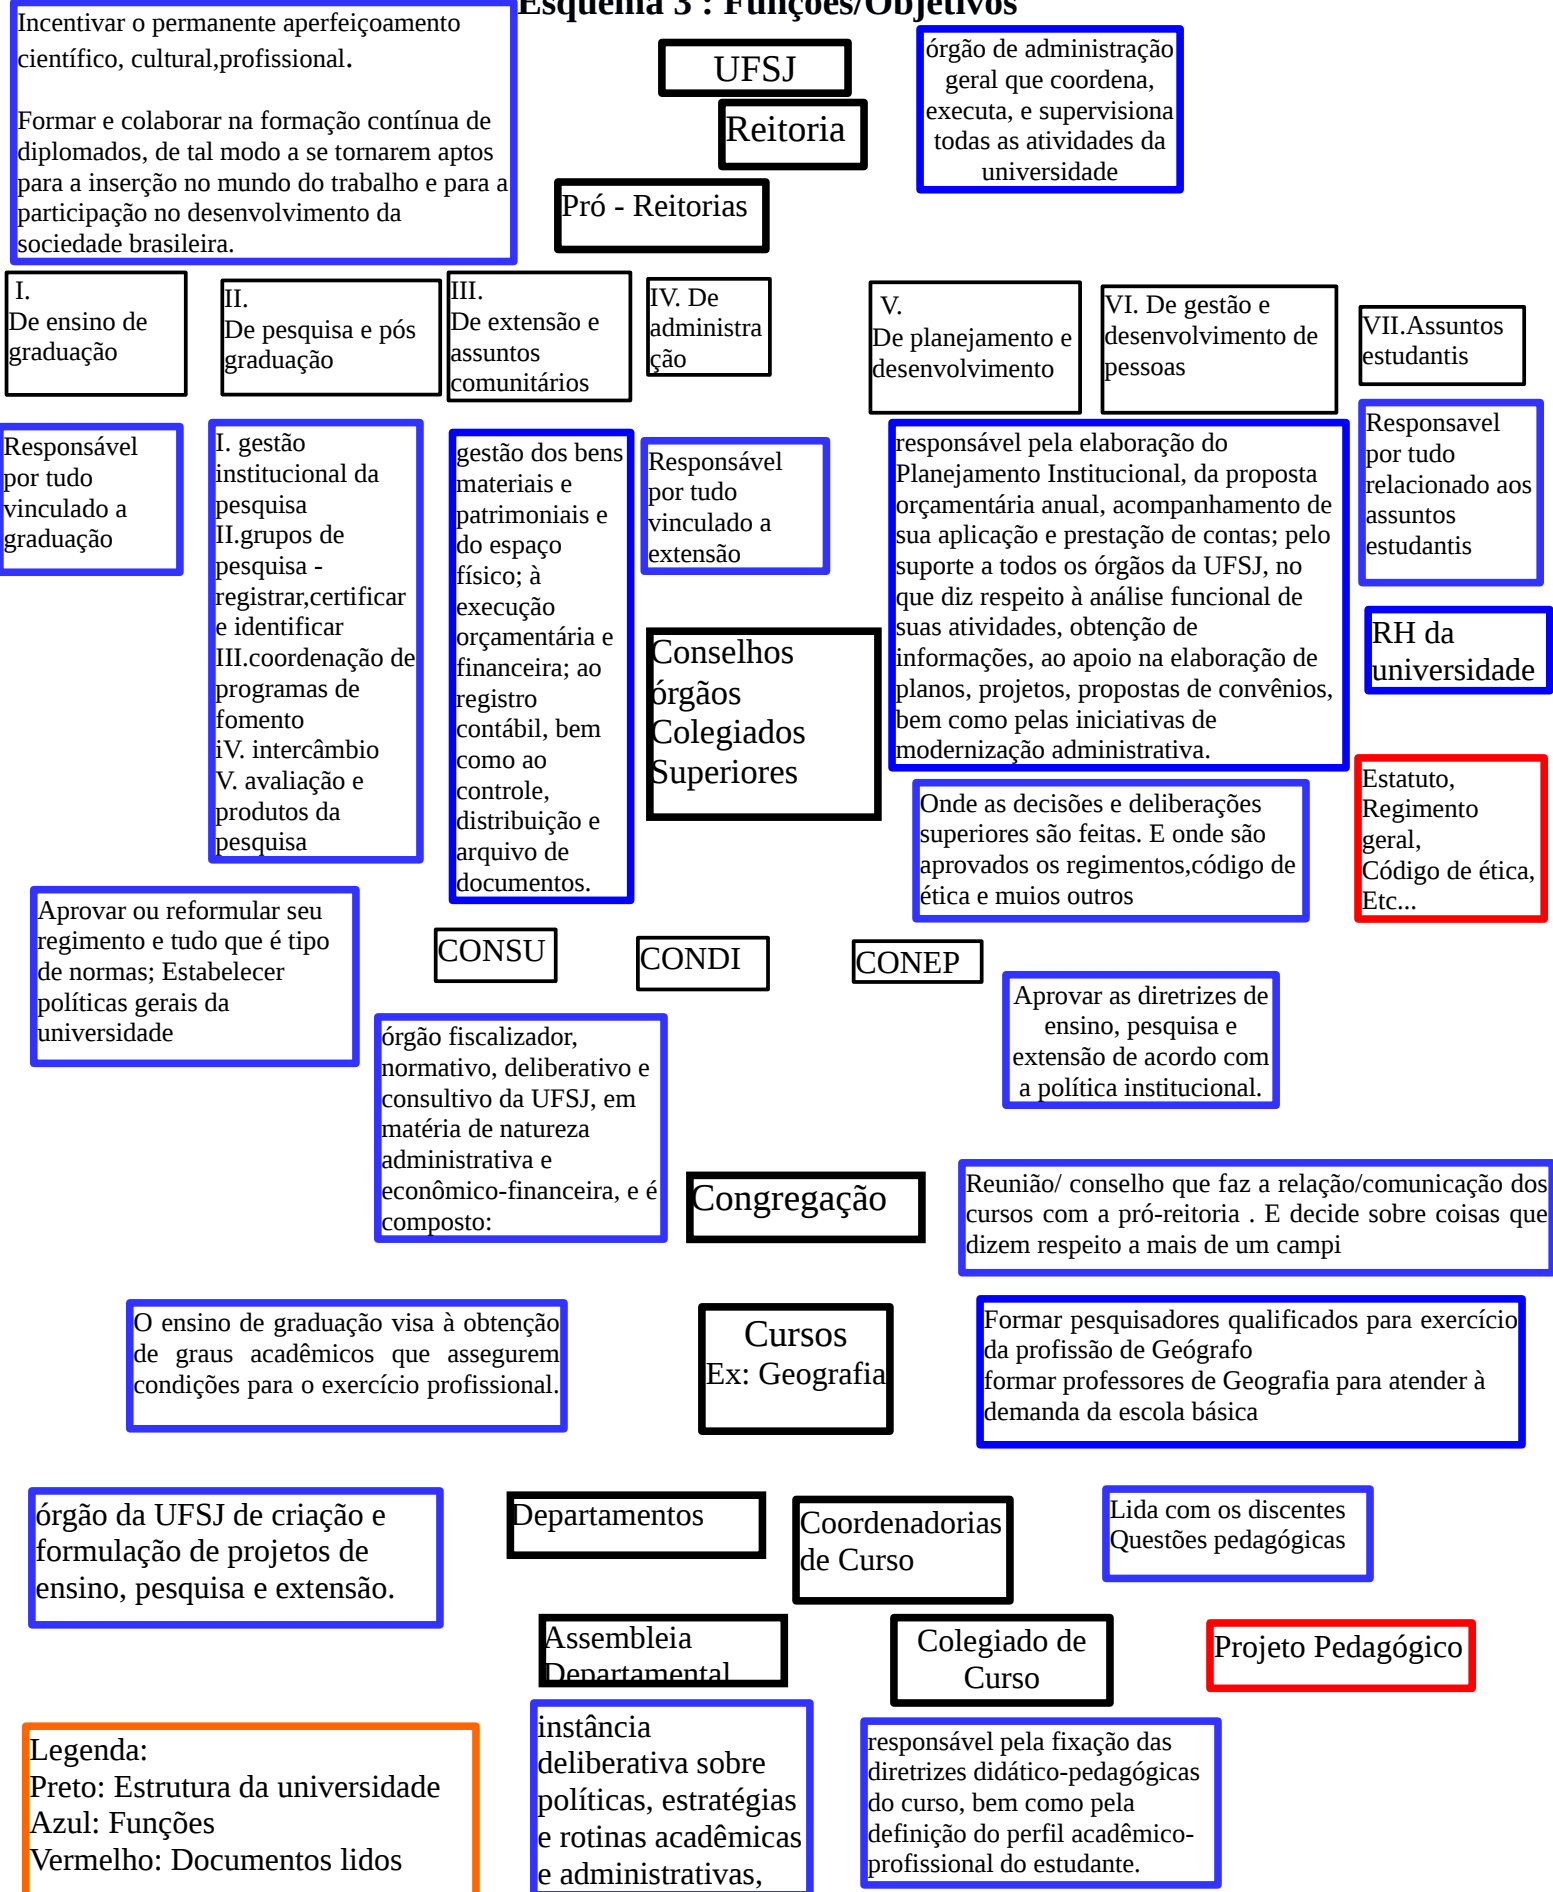 Esquema 3 : Funções/Objetivos
Incentivar o permanente aperfeiçoamento
científico, cultural,profissional.
Formar e colaborar na formação contínua de
diplomados, de tal modo a se tornarem aptos
para a inserção no mundo do trabalho e para a
participação no desenvolvimento da
sociedade brasileira.
UFSJ
Reitoria
Pró - Reitorias
órgão de administração
geral que coordena,
executa, e supervisiona
todas as atividades da
universidade
I.
De ensino de
graduação
II.
De pesquisa e pós
graduação
III.
De extensão e
assuntos
comunitários
IV. De
administra
ção
V.
De planejamento e
desenvolvimento
VI. De gestão e
desenvolvimento de
pessoas
VII.Assuntos
estudantis
Responsável
por tudo
vinculado a
graduação
I. gestão
institucional da
pesquisa
II.grupos de
pesquisa -
registrar,certificar
e identificar
III.coordenação de
programas de
fomento
iV. intercâmbio
V. avaliação e
produtos da
pesquisa
gestão dos bens
materiais e
patrimoniais e
do espaço
físico; à
execução
orçamentária e
financeira; ao
registro
contábil, bem
como ao
controle,
distribuição e
arquivo de
documentos.
Responsável
por tudo
vinculado a
extensão
responsável pela elaboração do
Planejamento Institucional, da proposta
orçamentária anual, acompanhamento de
sua aplicação e prestação de contas; pelo
suporte a todos os órgãos da UFSJ, no
que diz respeito à análise funcional de
suas atividades, obtenção de
informações, ao apoio na elaboração de
planos, projetos, propostas de convênios,
bem como pelas iniciativas de
modernização administrativa.
Responsavel
por tudo
relacionado aos
assuntos
estudantis
RH da
universidade
Conselhos
órgãos
Colegiados
Superiores
Onde as decisões e deliberações
superiores são feitas. E onde são
aprovados os regimentos,código de
ética e muios outros
Estatuto,
Regimento
geral,
Código de ética,
Etc...
Aprovar ou reformular seu
regimento e tudo que é tipo
de normas; Estabelecer
políticas gerais da
universidade
CONSU
CONDI
CONEP
órgão fiscalizador,
normativo, deliberativo e
consultivo da UFSJ, em
matéria de natureza
administrativa e
econômico-financeira, e é
composto:
Aprovar as diretrizes de
ensino, pesquisa e
extensão de acordo com
a política institucional.
Congregação
Reunião/ conselho que faz a relação/comunicação dos
cursos com a pró-reitoria . E decide sobre coisas que
dizem respeito a mais de um campi
O ensino de graduação visa à obtenção
de graus acadêmicos que assegurem
condições para o exercício profissional.
Cursos
Ex: Geografia
Formar pesquisadores qualificados para exercício
da profissão de Geógrafo
formar professores de Geografia para atender à
demanda da escola básica
órgão da UFSJ de criação e
formulação de projetos de
ensino, pesquisa e extensão.
Departamentos
Coordenadorias
de Curso
Lida com os discentes
Questões pedagógicas
Assembleia
Departamental
Colegiado de
Curso
Projeto Pedagógico
Legenda:
Preto: Estrutura da universidade
Azul: Funções
Vermelho: Documentos lidos
instância
deliberativa sobre
políticas, estratégias
e rotinas acadêmicas
e administrativas,
responsável pela fixação das
diretrizes didático-pedagógicas
do curso, bem como pela
definição do perfil acadêmico-
profissional do estudante.